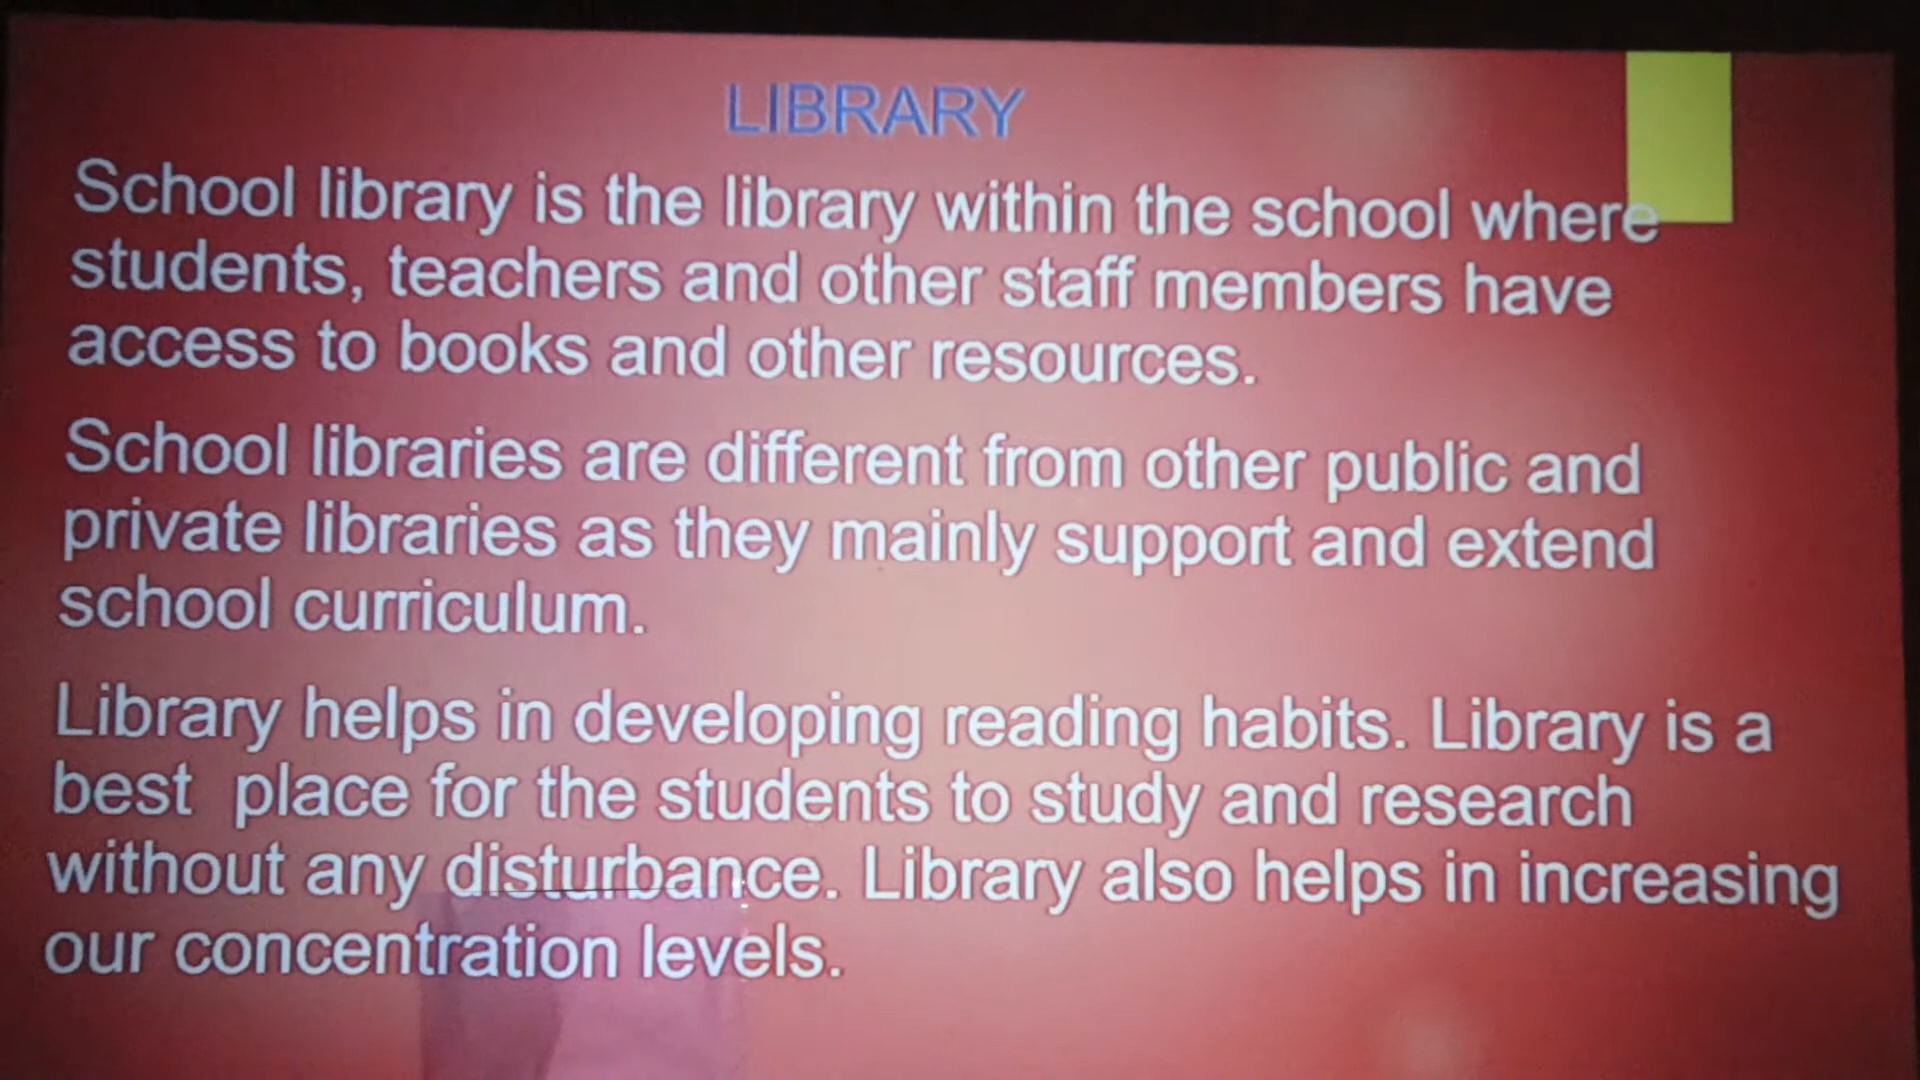 LIBRARY
School library is the library within the school where
students, teachers and other staff members have
access to books and other resources.
School libraries are different from other public and
private libraries as they mainly support and extend
school curriculum.
Library helps in developing reading habits. Library is a
best place for the students to study and research
without any disturbance. Library also helps in increasing
our concentration levels.